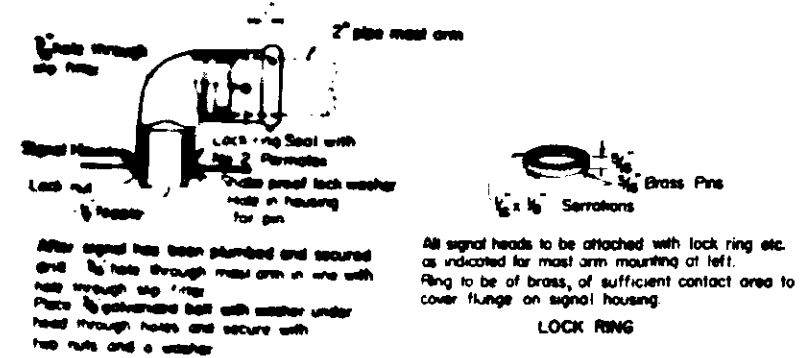 2" pipe mast arm
hole through
slip fitter
Signal Housing
Lock ring Seal with
No 2 Permatex
Lock nut
Shake proof lock washer
Hole in housing
for pin
5/16" Brass Pins
Serrations
After signal has been plumbed and secured
drill hole through mast arm in line with
hole through slip fitter
Place galvanized bolt with washer under
head through holes and secure with
two nuts and a washer
All signal heads to be attached with lock ring etc.
as indicated for mast arm mounting at left.
Ring to be of brass, of sufficient contact area to
cover flunge on signal housing.
LOCK RING